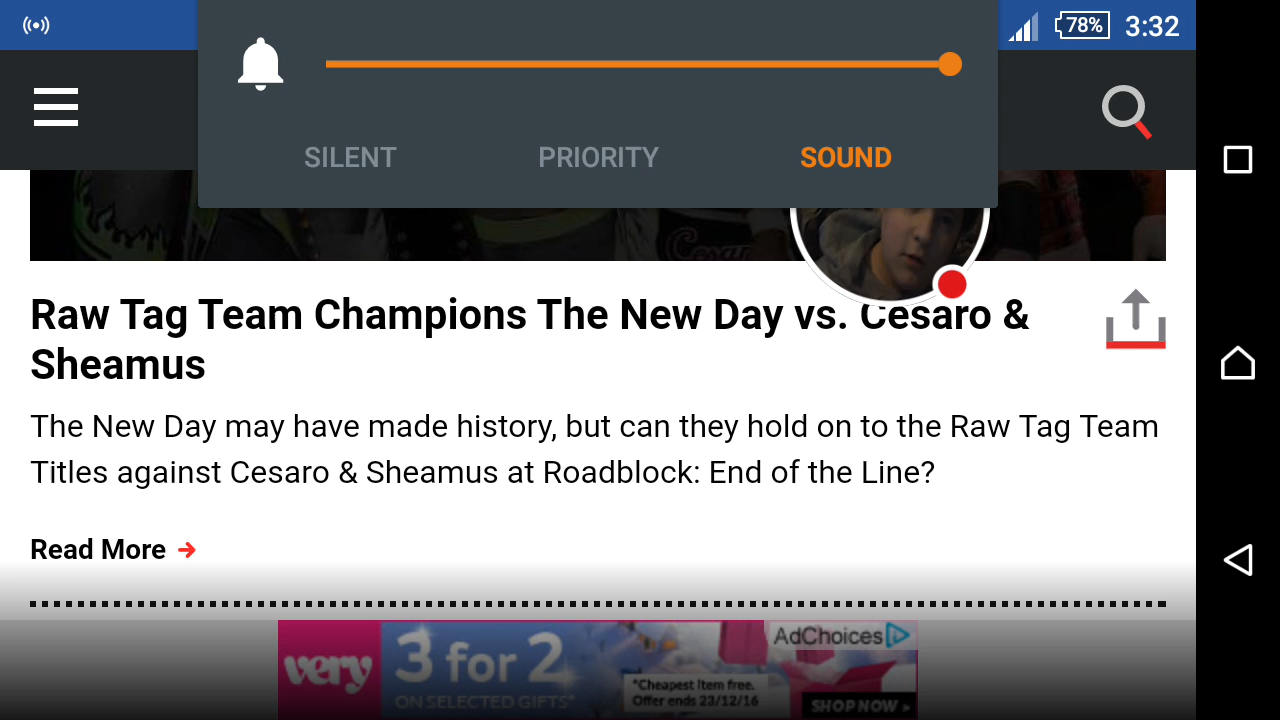 78% 3:32
SILENT PRIORITY SOUND
Cesaro
Raw Tag Team Champions The New Day vs. Cesaro &
Sheamus
The New Day may have made history, but can they hold on to the Raw Tag Team
Titles against Cesaro & Sheamus at Roadblock: End of the Line?
Read More
very
3 for 2
ON SELECTED GIFTS*
AdChoices
*Cheapest item free.
Offer ends 23/12/16
SHOP NOW »